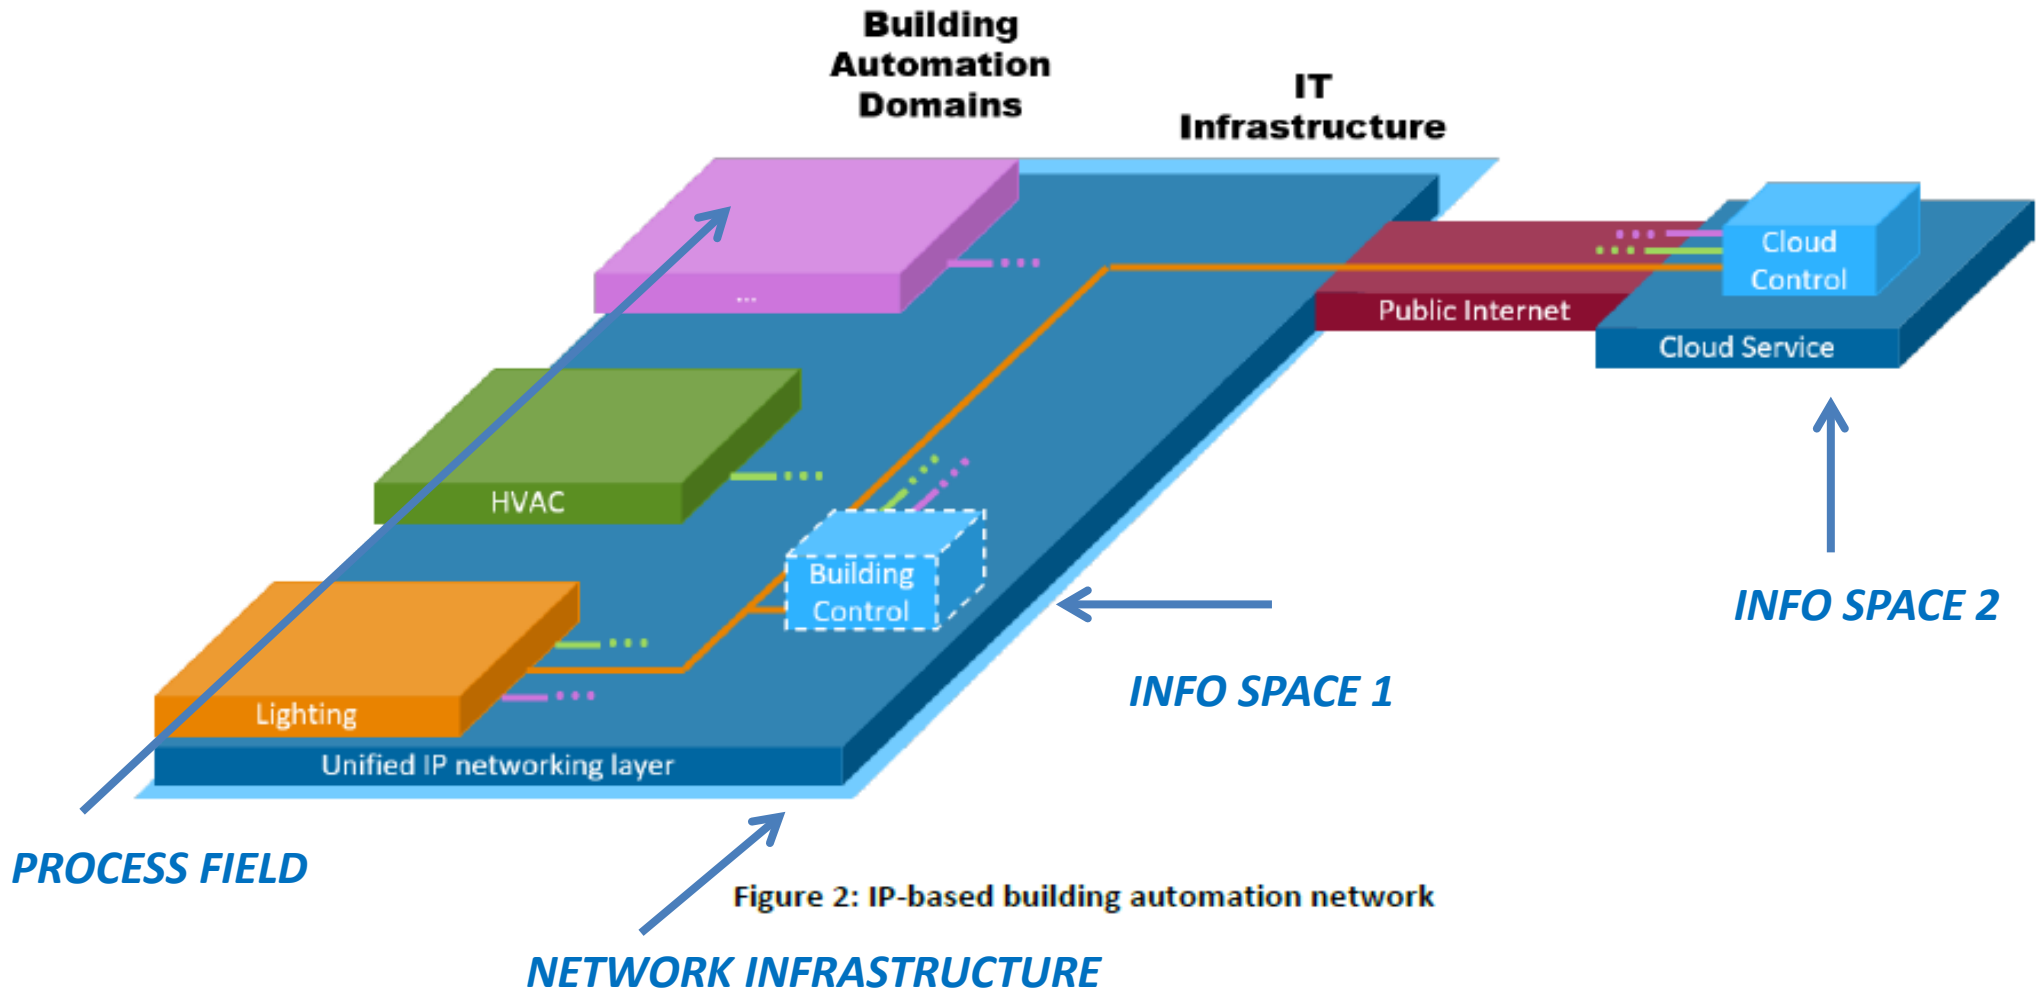 Building
Automation
Domains
IT
Infrastructure
...
Cloud
Control
Public Internet
Cloud Service
HVAC
Building
Control
INFO SPACE 2
INFO SPACE 1
Lighting
Unified IP networking layer
PROCESS FIELD
Figure 2: IP-based building automation network
NETWORK INFRASTRUCTURE